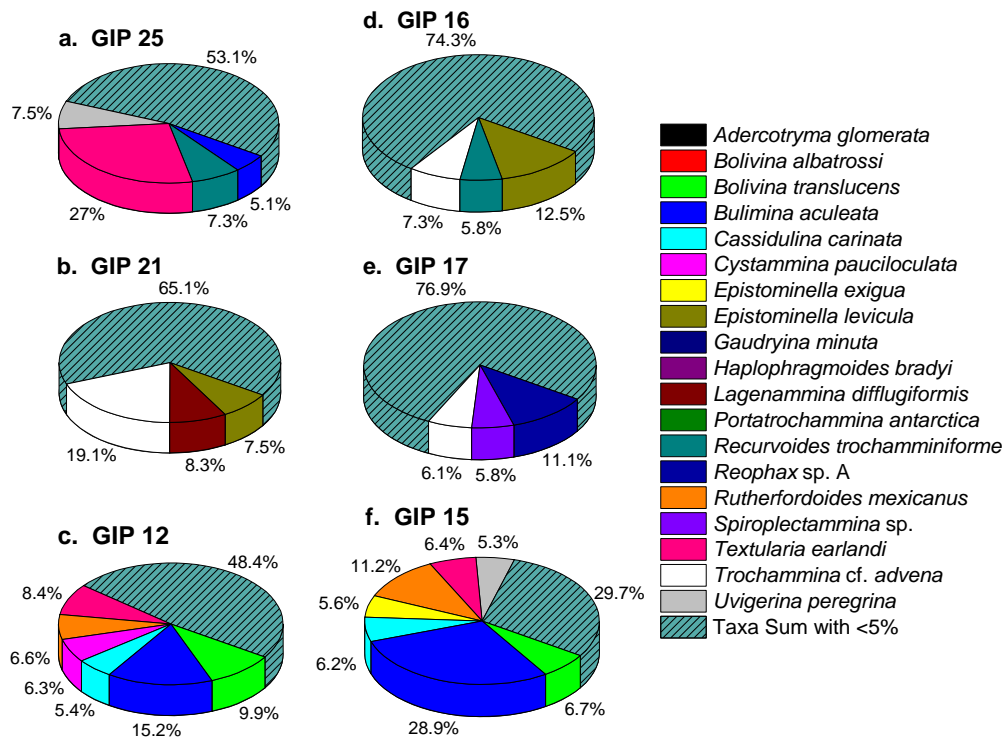 a. GIP 25
53.1%
7.5%
27%
7.3%
5.1%
d. GIP 16
74.3%
7.3%
5.8%
12.5%
b. GIP 21
65.1%
19.1%
8.3%
7.5%
e. GIP 17
76.9%
6.1%
5.8%
11.1%
c. GIP 12
48.4%
8.4%
6.6%
6.3%
5.4%
15.2%
9.9%
f. GIP 15
6.4%
5.3%
11.2%
29.7%
5.6%
6.2%
28.9%
6.7%
Adercotryma glomerata
Bolivina albatrossi
Bolivina translucens
Bulimina aculeata
Cassidulina carinata
Cystammina pauciloculata
Epistominella exigua
Epistominella levicula
Gaudryina minuta
Haplophragmoides bradyi
Lagenammina difflugiformis
Portatrochammina antarctica
Recurvoides trochamminiforme
Reophax sp. A
Rutherfordoides mexicanus
Spiroplectammina sp.
Textularia earlandi
Trochammina cf. advena
Uvigerina peregrina
Taxa Sum with <5%